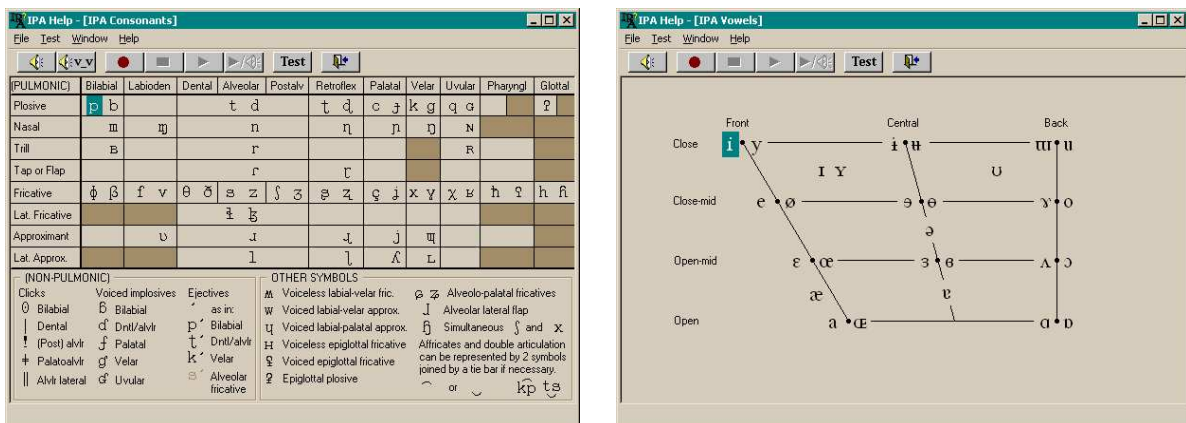 IPA Help - [IPA Consonants]
File Test Window Help
v_v Test
(PULMONIC) Bilabial Labioden Dental Alveolar Postalv Retroflex Palatal Velar Uvular Pharyngl Glottal
Plosive p b t d ʈ ɖ c ɟ k g q ɢ ʔ
Nasal m ɱ n ɳ ɲ ŋ ɴ
Trill ʙ r ʀ
Tap or Flap ɾ ɽ
Fricative ɸ β f v θ ð s z ʃ ʒ ʂ ʐ ç ʝ x ɣ χ ʁ ħ ʕ h ɦ
Lat. Fricative ɬ ɮ
Approximant ʋ ɹ ɻ j ɰ
Lat. Approx. l ɭ ʎ ʟ
(NON-PULMONIC)
Clicks Voiced implosives Ejectives
ʘ Bilabial ɓ Bilabial ʼ as in:
ǀ Dental ɗ Dntl/alvlr pʼ Bilabial
ǃ (Post) alvlr ʄ Palatal tʼ Dntl/alvlr
ǂ Palatoalvlr ɠ Velar kʼ Velar
ǁ Alvlr lateral ʛ Uvular sʼ Alveolar
fricative
OTHER SYMBOLS
ʍ Voiceless labial-velar fric. ɕ ʑ Alveolo-palatal fricatives
w Voiced labial-velar approx. ɺ Alveolar lateral flap
ɥ Voiced labial-palatal approx. ɧ Simultaneous ʃ and x
ʜ Voiceless epiglottal fricative Affricates and double articulation
ʢ Voiced epiglottal fricative can be represented by 2 symbols
ʡ Epiglottal plosive joined by a tie bar if necessary.
⁀ or ‿ k͡p t͜s
IPA Help - [IPA Vowels]
File Test Window Help
Test
Front Central Back
Close i y ɨ ʉ ɯ u
ɪ ʏ ʊ
Close-mid e ø ɘ ɵ ɤ o
ə
Open-mid ɛ œ ɜ ɞ ʌ ɔ
æ ɐ
Open a ɶ ɑ ɒ